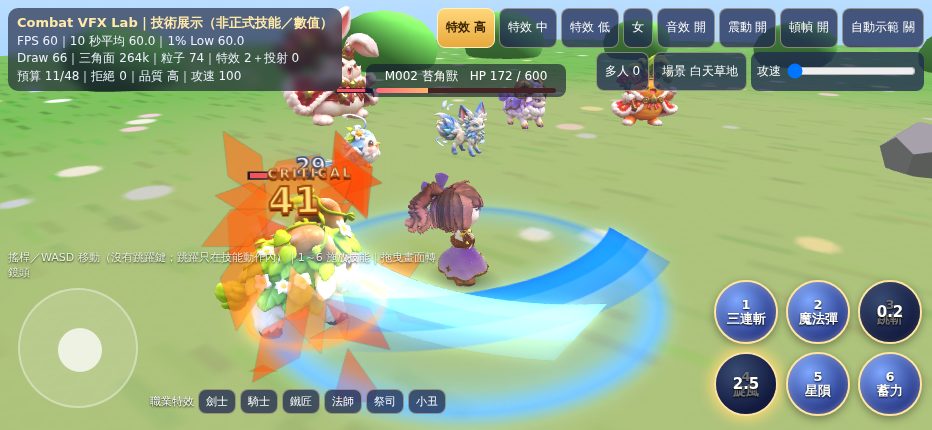 Combat VFX Lab｜技術展示（非正式技能／數值）
FPS 60｜10 秒平均 60.0｜1% Low 60.0
Draw 66｜三角面 264k｜粒子 74｜特效 2＋投射 0
預算 11/48｜拒絕 0｜品質 高｜攻速 100
特效 高
特效 中
特效 低
女
音效 開
震動 開
頓幀 開
自動示範 關
多人 0
場景 白天草地
攻速
M002 苔角獸 HP 172 / 600
29
CRITICAL
41
搖桿／WASD 移動（沒有跳躍鍵；跳躍只在技能動作內）｜1～6 施放技能｜拖曳畫面轉
鏡頭
1
三連斬
2
魔法彈
3
0.2
4
2.5
旋風
5
星隕
6
蓄力
職業特效
劍士
騎士
鐵匠
法師
祭司
小丑